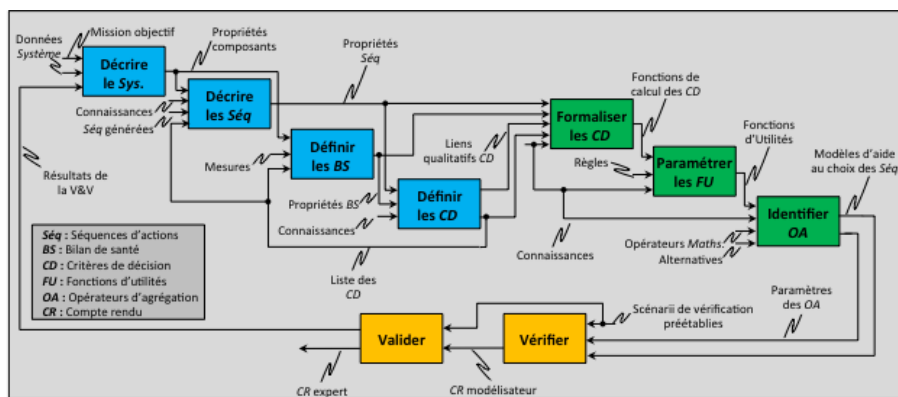 Données
Système
Mission objectif
Propriétés
composants
Propriétés
Séq
Décrire
le Sys.
Décrire
les Séq
Connaissances
Séq générées
Fonctions de
calcul des CD
Formaliser
les CD
Liens
qualitatifs CD
Fonctions
d'Utilités
Définir
les BS
Mesures
Règles
Paramétrer
les FU
Modèles d'aide
au choix des Séq
Résultats de
la V&V
Propriétés BS
Définir
les CD
Connaissances
Identifier
OA
Connaissances
Opérateurs Maths.
Alternatives
Séq : Séquences d'actions
BS : Bilan de santé
CD : Critères de décision
FU : Fonctions d'utilités
OA : Opérateurs d'agrégation
CR : Compte rendu
Liste des
CD
Paramètres
des OA
Scénarii de vérification
préétablies
Valider
Vérifier
CR expert
CR modélisateur